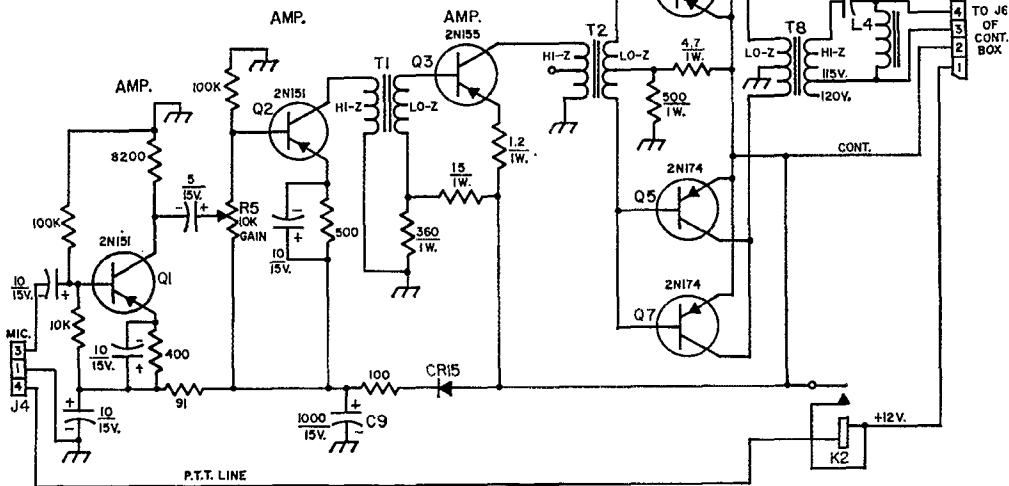 AMP.
AMP.
2N155
Q3
T2
HI-Z
LO-Z
4.7
1W.
500
1W.
T8
LO-Z
HI-Z
115V.
120V.
L4
4
3
2
1
TO J6
OF
CONT.
BOX
AMP.
100K
Q2
2N151
T1
HI-Z
LO-Z
1.2
1W.
8200
15
1W.
CONT.
2N174
Q5
5
15V.
- +
R5
10K
GAIN
100K
2N151
Q1
-
+
10
15V.
500
360
1W.
2N174
Q7
10
15V.
- +
10K
MIC.
3
1
4
J4
10
15V.
-
+
400
91
100
CR15
+
10
15V.
-
1000
15V.
+
-
C9
+12V.
K2
P.T.T. LINE